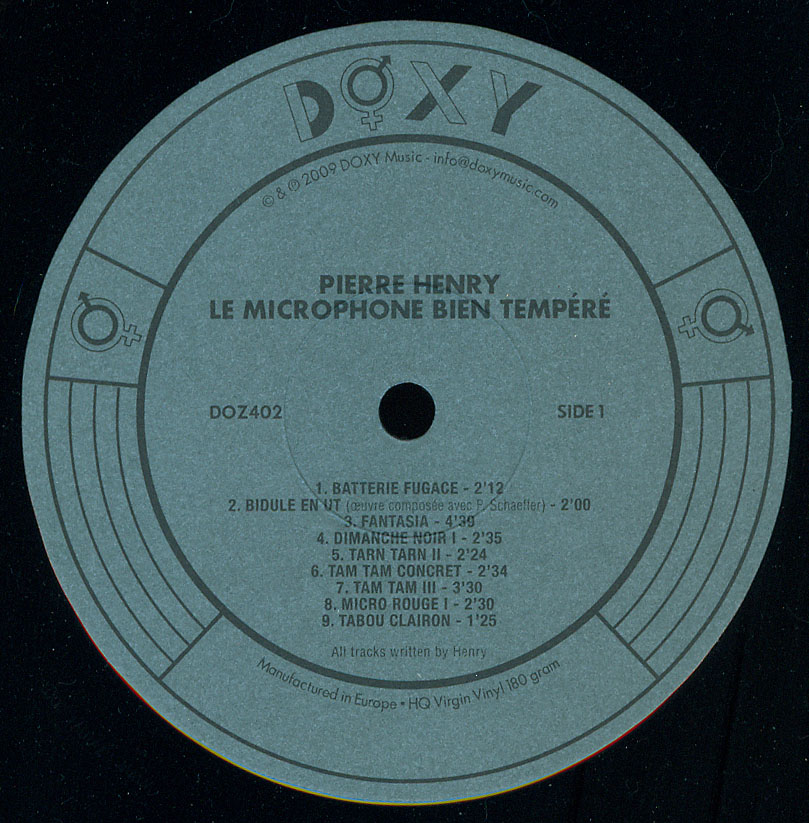 DOXY
© & ℗ 2009 DOXY Music - info@doxymusic.com
PIERRE HENRY
LE MICROPHONE BIEN TEMPÉRÉ
DOZ402
SIDE 1
1. BATTERIE FUGACE - 2'12
2. BIDULE EN UT (œuvre composée avec P. Schaeffer) - 2'00
3. FANTASIA - 4'39
4. DIMANCHE NOIR I - 2'35
5. TARN TARN II - 2'24
6. TAM TAM CONCRET - 2'34
7. TAM TAM III - 3'30
8. MICRO ROUGE I - 2'30
9. TABOU CLAIRON - 1'25
All tracks written by Henry
Manufactured in Europe • HQ Virgin Vinyl 180 gram